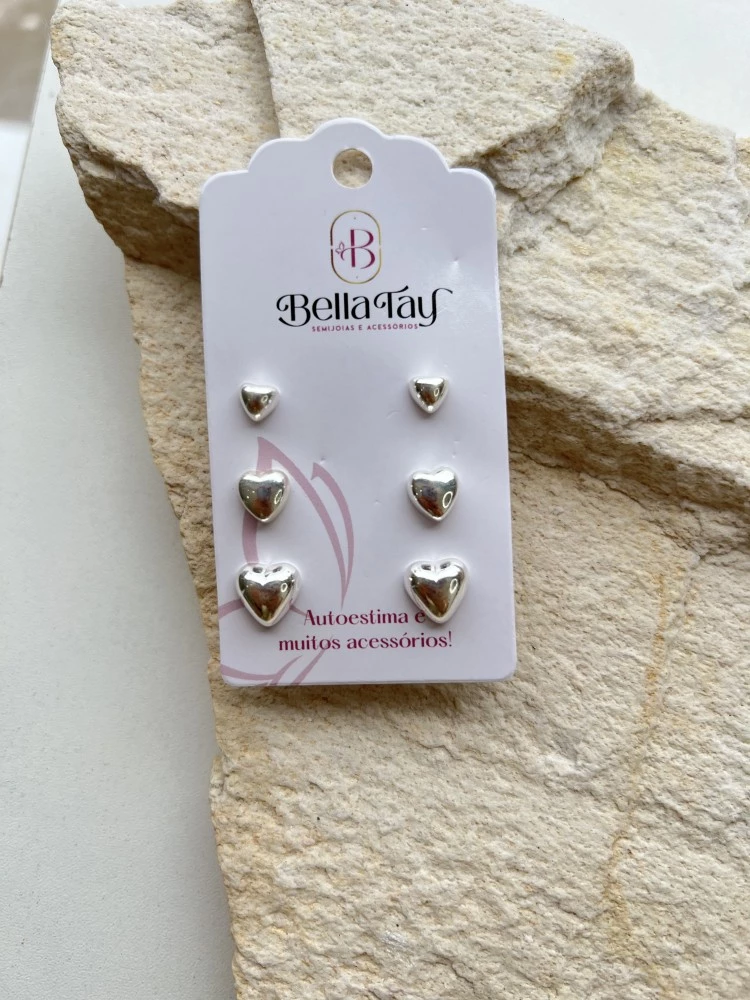 B
BellaTay
SEMIJOIAS E ACESSÓRIOS
Autoestima é
muitos acessórios!